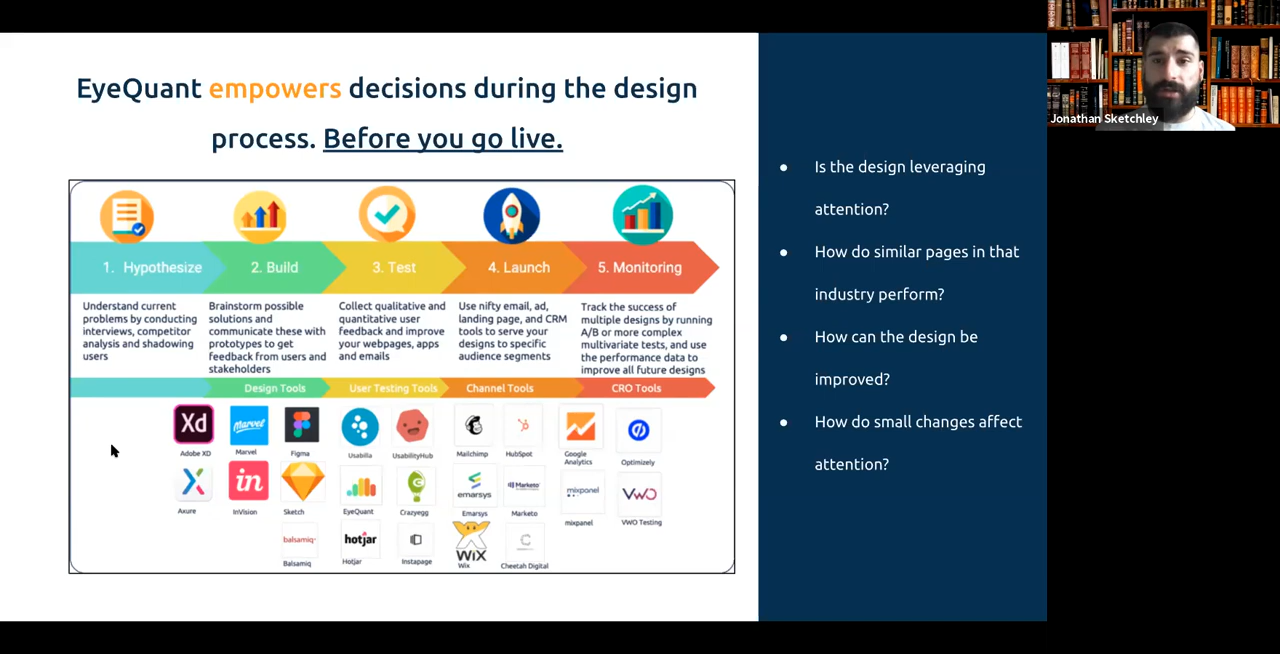 EyeQuant empowers decisions during the design
process. Before you go live.
1. Hypothesize
2. Build
3. Test
4. Launch
5. Monitoring
Understand current
problems by conducting
interviews, competitor
analysis and shadowing
users
Brainstorm possible
solutions and
communicate these with
prototypes to get
feedback from users and
stakeholders
Collect qualitative and
quantitative user
feedback and improve
your webpages, apps
and emails
Use nifty email, ad,
landing page, and CRM
tools to serve your
designs to specific
audience segments
Track the success of
multiple designs by running
A/B or more complex
multivariate tests, and use
the performance data to
improve all future designs
Design Tools
User Testing Tools
Channel Tools
CRO Tools
Xd
Adobe XD
Marvel
Marvel
Figma
Usabilla
UsabilityHub
Mailchimp
HubSpot
Google
Analytics
Optimizely
Axure
in
InVision
Sketch
EyeQuant
Crazyegg
emarsys
Emarsys
Marketo
Marketo
mixpanel
mixpanel
VWO
VWO Testing
balsamiq
Balsamiq
hotjar
Hotjar
Instapage
WiX
Wix
Cheetah Digital
Is the design leveraging
attention?
How do similar pages in that
industry perform?
How can the design be
improved?
How do small changes affect
attention?
Jonathan Sketchley